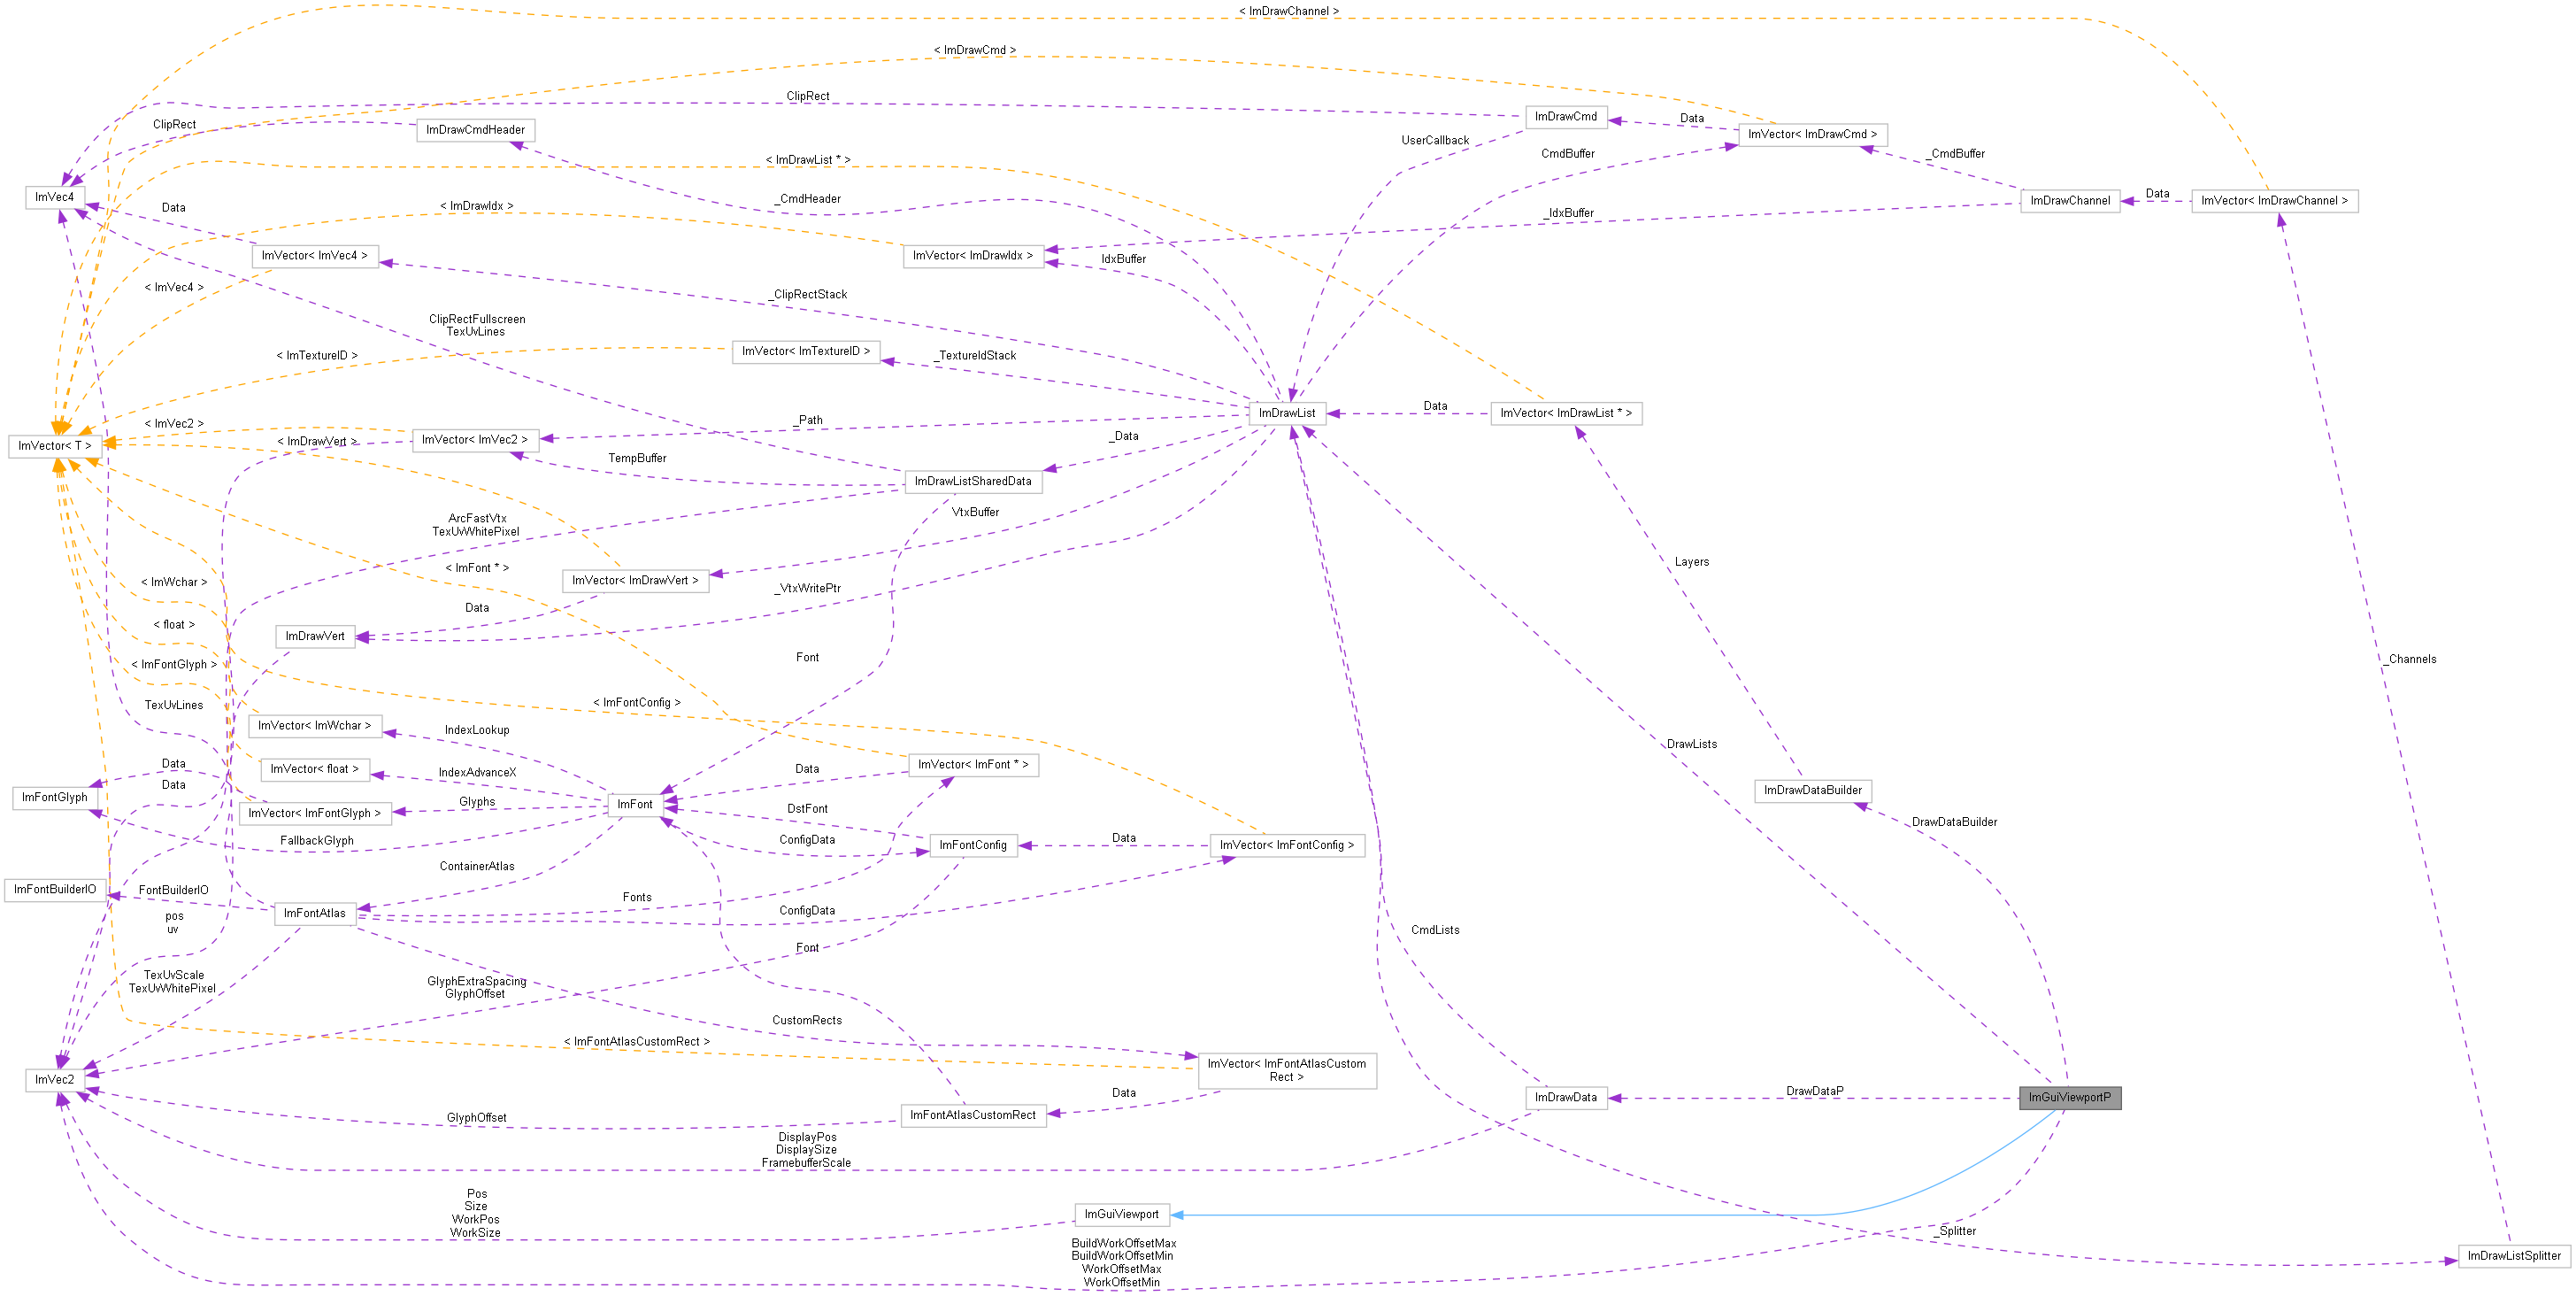 < ImDrawChannel >
< ImDrawCmd >
ClipRect
ImDrawCmd
Data
ClipRect
ImDrawCmdHeader
ImVector< ImDrawCmd >
UserCallback
CmdBuffer
_CmdBuffer
< ImDrawList * >
ImVec4
Data
_CmdHeader
< ImDrawIdx >
_IdxBuffer
ImDrawChannel
Data
ImVector< ImDrawChannel >
ImVector< ImVec4 >
ImVector< ImDrawIdx >
IdxBuffer
< ImVec4 >
_ClipRectStack
ClipRectFullscreen
TexUvLines
< ImTextureID >
ImVector< ImTextureID >
_TextureIdStack
ImDrawList
Data
ImVector< ImDrawList * >
< ImVec2 >
_Path
ImVector< T >
< ImDrawVert >
ImVector< ImVec2 >
_Data
TempBuffer
ImDrawListSharedData
ArcFastVtx
TexUvWhitePixel
VtxBuffer
< ImWchar >
< ImFont * >
ImVector< ImDrawVert >
_VtxWritePtr
Layers
Data
< float >
ImDrawVert
< ImFontGlyph >
Font
_Channels
TexUvLines
< ImFontConfig >
ImVector< ImWchar >
IndexLookup
DrawLists
Data
ImVector< float >
IndexAdvanceX
Data
ImVector< ImFont * >
Data
ImFontGlyph
ImVector< ImFontGlyph >
Glyphs
ImFont
DstFont
ImDrawDataBuilder
DrawDataBuilder
FallbackGlyph
ConfigData
ImFontConfig
Data
ImVector< ImFontConfig >
ContainerAtlas
ImFontBuilderIO
FontBuilderIO
Fonts
pos
uv
ImFontAtlas
ConfigData
CmdLists
Font
TexUvScale
TexUvWhitePixel
GlyphExtraSpacing
GlyphOffset
CustomRects
< ImFontAtlasCustomRect >
ImVector< ImFontAtlasCustom
Rect >
ImVec2
Data
DrawDataP
ImDrawData
ImGuiViewportP
GlyphOffset
ImFontAtlasCustomRect
DisplayPos
DisplaySize
FramebufferScale
Pos
Size
WorkPos
WorkSize
ImGuiViewport
_Splitter
BuildWorkOffsetMax
BuildWorkOffsetMin
WorkOffsetMax
WorkOffsetMin
ImDrawListSplitter